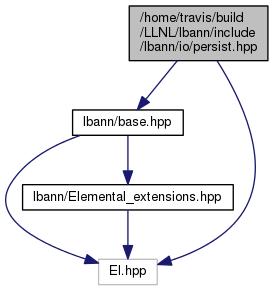 /home/travis/build
/LLNL/lbann/include
/lbann/io/persist.hpp
lbann/base.hpp
lbann/Elemental_extensions.hpp
El.hpp